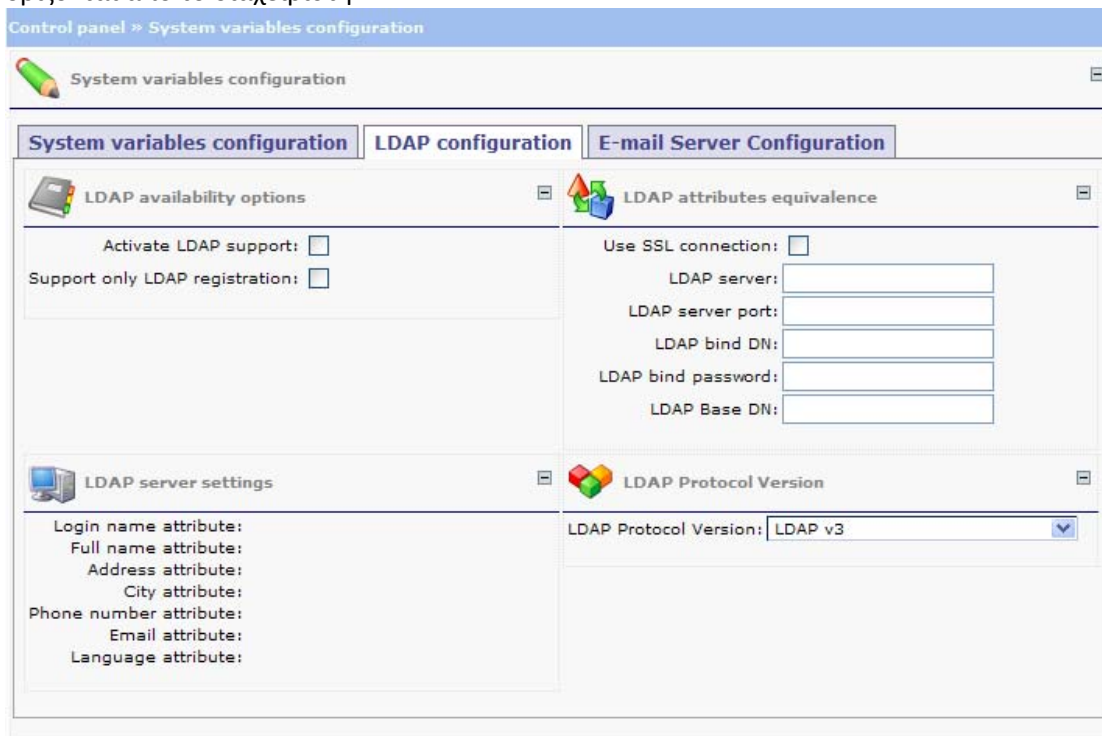 Control panel » System variables configuration
System variables configuration
System variables configuration
LDAP configuration
E-mail Server Configuration
LDAP availability options
Activate LDAP support:
Support only LDAP registration:
LDAP attributes equivalence
Use SSL connection:
LDAP server:
LDAP server port:
LDAP bind DN:
LDAP bind password:
LDAP Base DN:
LDAP server settings
Login name attribute:
Full name attribute:
Address attribute:
City attribute:
Phone number attribute:
Email attribute:
Language attribute:
LDAP Protocol Version
LDAP Protocol Version: LDAP v3